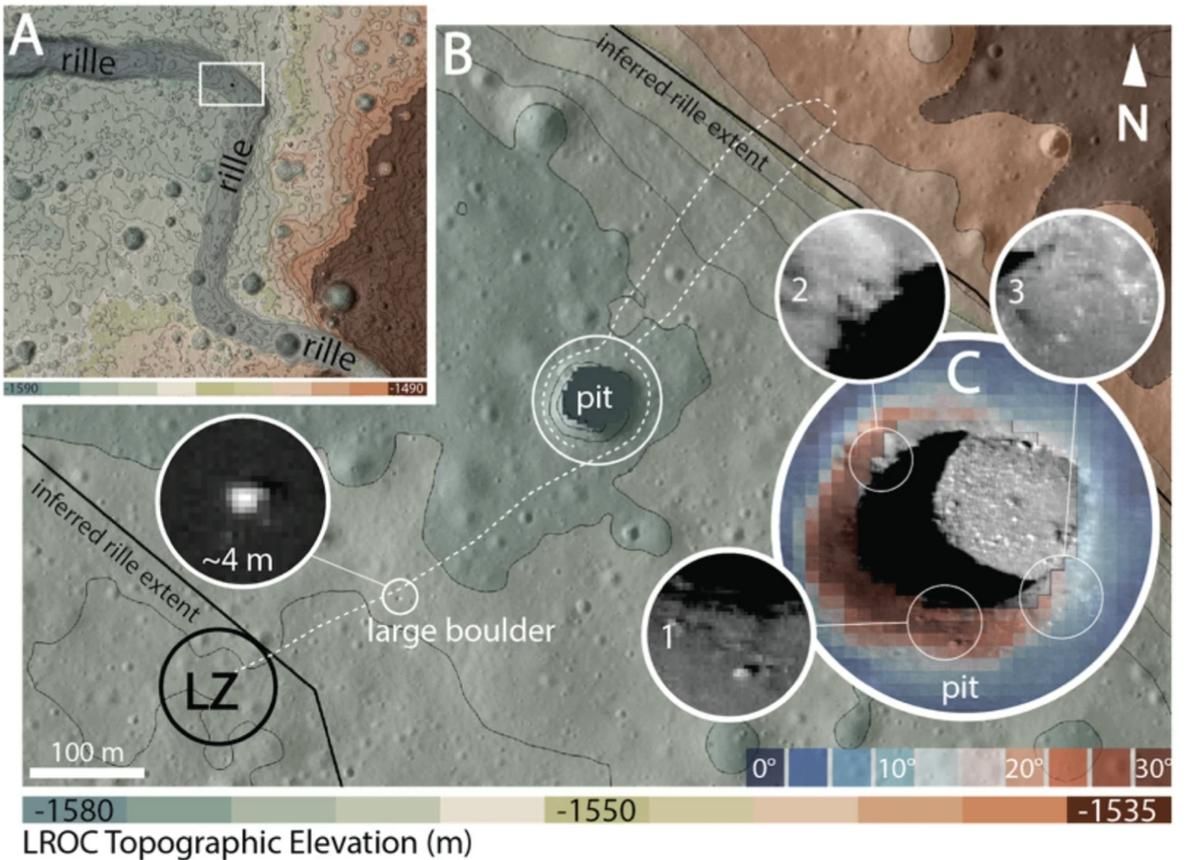 A
rille
rille
rille
-1590
-1490
B
inferred rille extent
N
2
3
pit
C
~4 m
inferred rille extent
large boulder
1
pit
LZ
100 m
0° 10° 20° 30°
-1580 -1550 -1535
LROC Topographic Elevation (m)